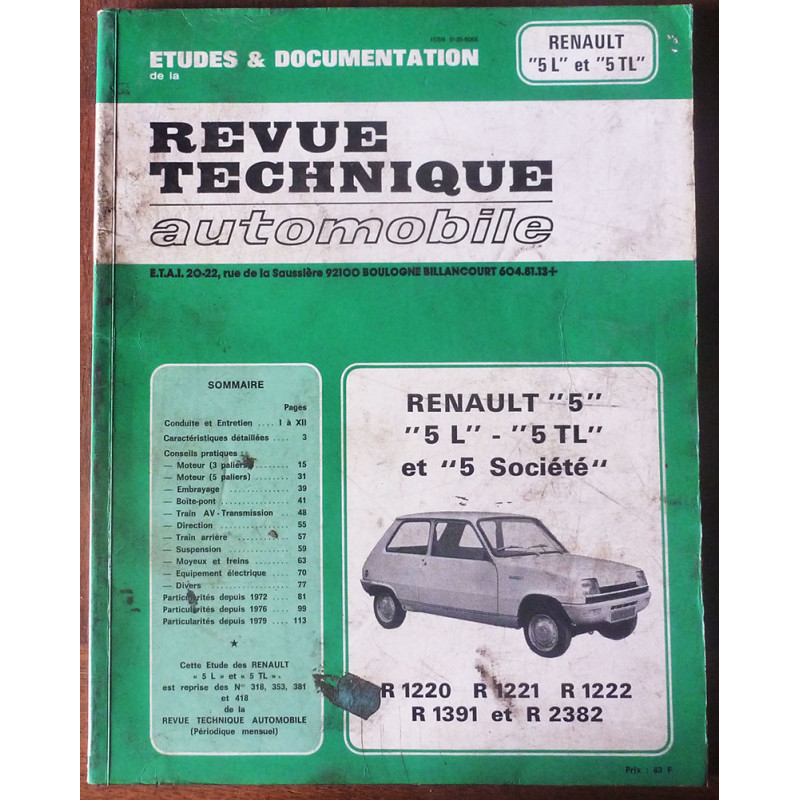 ETUDES & DOCUMENTATION
de la
RENAULT
"5 L" et "5 TL"
REVUE
TECHNIQUE
automobile
E.T.A.I. 20-22, rue de la Saussière 92100 BOULOGNE BILLANCOURT 604.81.13+
SOMMAIRE
Pages
Conduite et Entretien .... I à XII
Caractéristiques détaillées .... 3
Conseils pratiques :
— Moteur (3 paliers) ........ 15
— Moteur (5 paliers) ........ 31
— Embrayage ............ 39
— Boîte-pont ............ 41
— Train AV - Transmission .... 48
— Direction ............ 55
— Train arrière ............ 57
— Suspension ............ 59
— Moyeux et freins ........ 63
— Equipement électrique .... 70
— Divers ............ 77
Particularités depuis 1972 .... 81
Particularités depuis 1976 .... 99
Particularités depuis 1979 .... 113
★
Cette Etude des RENAULT
« 5 L » et « 5 TL »
est reprise des N° 318, 353, 381
et 418
de la
REVUE TECHNIQUE AUTOMOBILE
(Périodique mensuel)
RENAULT "5"
"5 L" - "5 TL"
et "5 Société"
R 1220 R 1221 R 1222
R 1391 et R 2382
Prix : 83 F